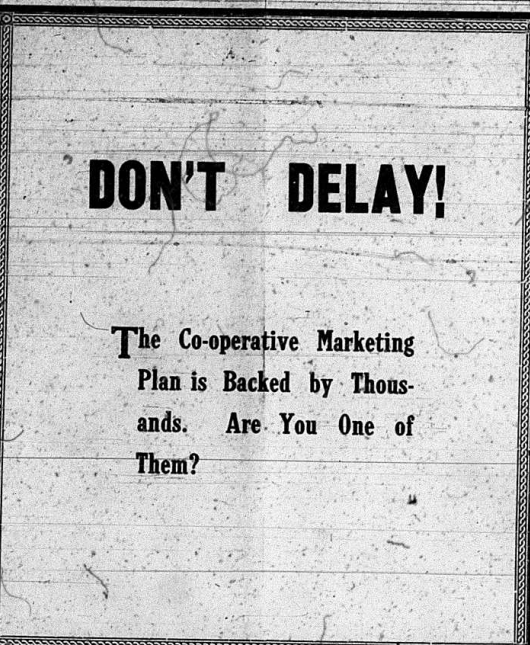 DON'T DELAY!
The Co-operative Marketing
Plan is Backed by Thous-
ands. Are You One of
Them?